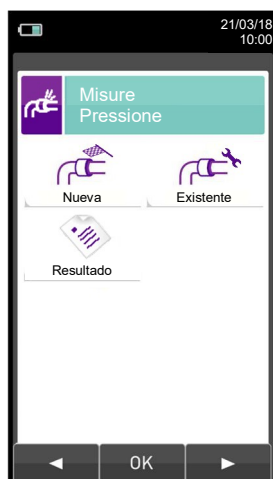 21/03/18
10:00
Misure
Pressione
Nueva
Existente
Resultado
OK